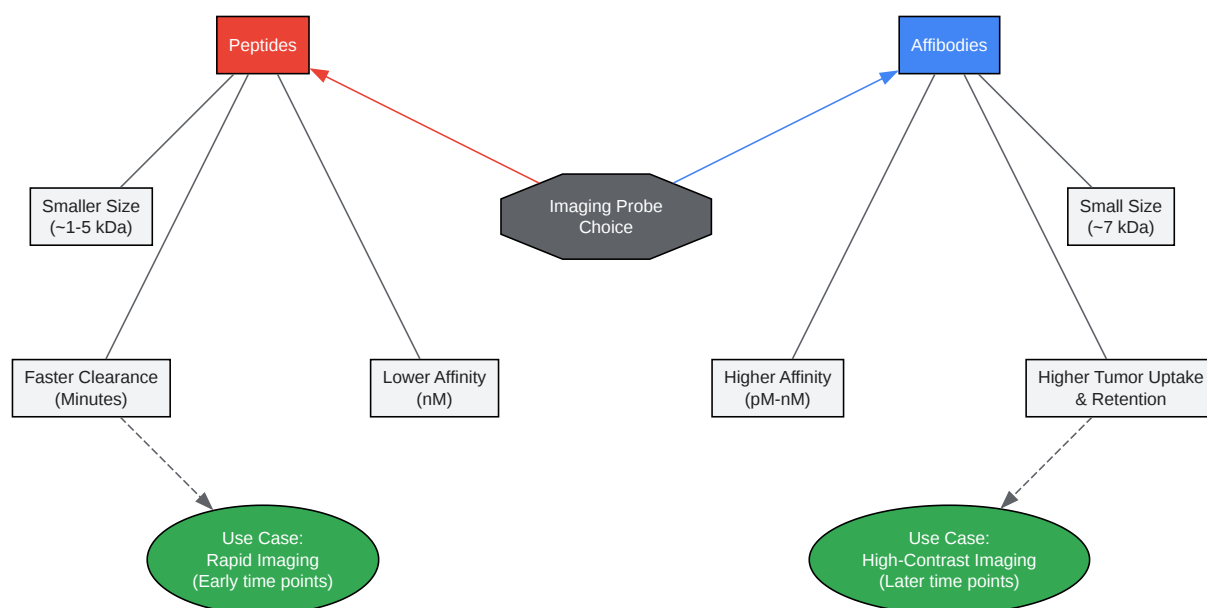 Peptides
Affibodies
Imaging Probe
Choice
Smaller Size
(~1-5 kDa)
Small Size
(~7 kDa)
Faster Clearance
(Minutes)
Lower Affinity
(nM)
Higher Affinity
(pM-nM)
Higher Tumor Uptake
& Retention
Use Case:
Rapid Imaging
(Early time points)
Use Case:
High-Contrast Imaging
(Later time points)